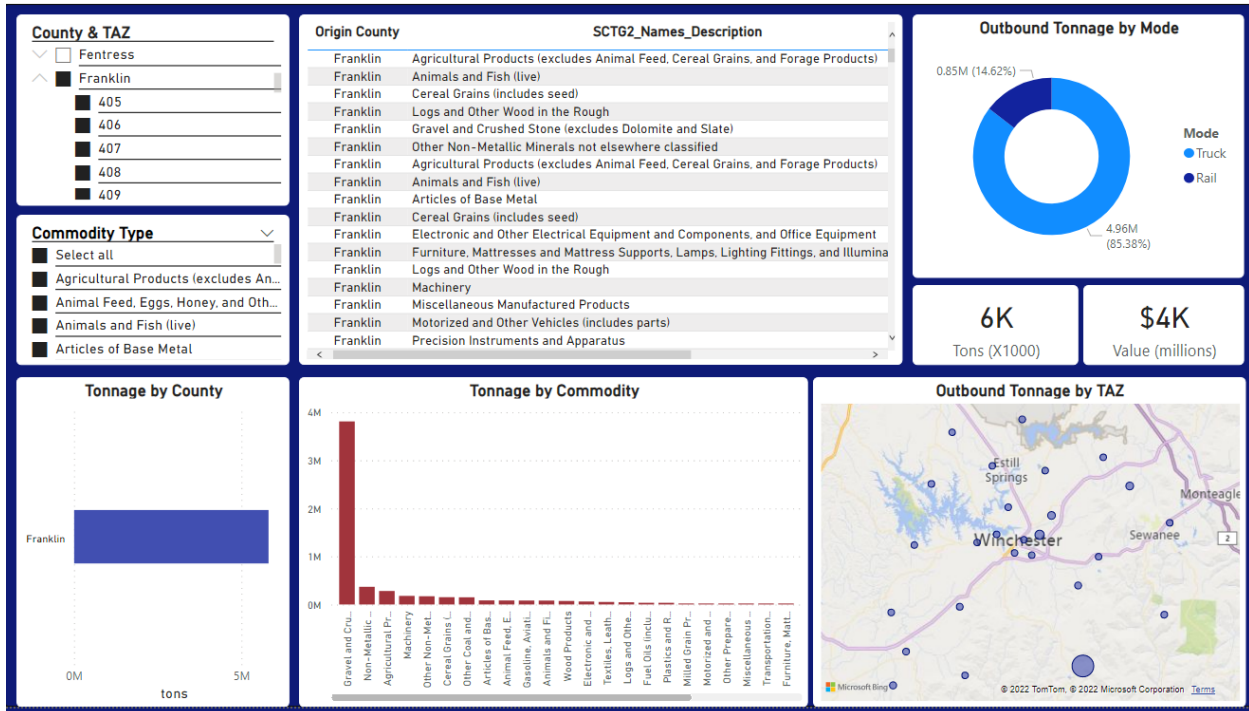 County & TAZ
Fentress
Franklin
405
406
407
408
409
Commodity Type
Select all
Agricultural Products (excludes An...
Animal Feed, Eggs, Honey, and Oth...
Animals and Fish (live)
Articles of Base Metal
Origin County SCTG2_Names_Description
Franklin Agricultural Products (excludes Animal Feed, Cereal Grains, and Forage Products)
Franklin Animals and Fish (live)
Franklin Cereal Grains (includes seed)
Franklin Logs and Other Wood in the Rough
Franklin Gravel and Crushed Stone (excludes Dolomite and Slate)
Franklin Other Non-Metallic Minerals not elsewhere classified
Franklin Agricultural Products (excludes Animal Feed, Cereal Grains, and Forage Products)
Franklin Animals and Fish (live)
Franklin Articles of Base Metal
Franklin Cereal Grains (includes seed)
Franklin Electronic and Other Electrical Equipment and Components, and Office Equipment
Franklin Furniture, Mattresses and Mattress Supports, Lamps, Lighting Fittings, and Illumina
Franklin Logs and Other Wood in the Rough
Franklin Machinery
Franklin Miscellaneous Manufactured Products
Franklin Motorized and Other Vehicles (includes parts)
Franklin Precision Instruments and Apparatus
Outbound Tonnage by Mode
0.85M (14.62%)
4.96M
(85.38%)
Mode
Truck
Rail
6K
Tons (X1000)
$4K
Value (millions)
Tonnage by County
Franklin
0M 5M
tons
Tonnage by Commodity
4M
3M
2M
1M
0M
Gravel and Cru...
Non-Metallic ...
Agricultural Pr...
Machinery
Other Non-Met...
Cereal Grains (...
Other Coal and...
Articles of Bas...
Animal Feed, E...
Gasoline, Aviati...
Animals and Fi...
Wood Products
Electronic and ...
Textiles, Leath...
Logs and Othe...
Fuel Oils (inclu...
Plastics and R...
Milled Grain Pr...
Motorized and ...
Other Prepare...
Miscellaneous ...
Transportation...
Furniture, Matt...
Outbound Tonnage by TAZ
Estill
Springs
Monteagle
Winchester
Sewanee
2
Microsoft Bing
© 2022 TomTom, © 2022 Microsoft Corporation Terms